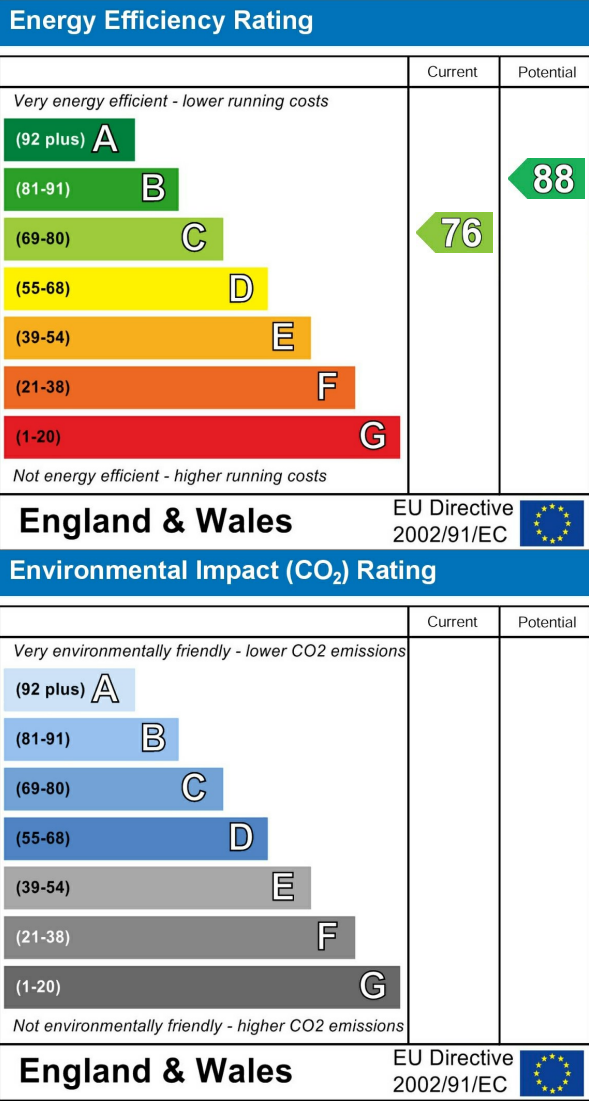 Energy Efficiency Rating
Current Potential
Very energy efficient - lower running costs
(92 plus) A
(81-91) B
88
(69-80) C
76
(55-68) D
(39-54) E
(21-38) F
(1-20) G
Not energy efficient - higher running costs
England & Wales
EU Directive
2002/91/EC
Environmental Impact (CO₂) Rating
Current Potential
Very environmentally friendly - lower CO2 emissions
(92 plus) A
(81-91) B
(69-80) C
(55-68) D
(39-54) E
(21-38) F
(1-20) G
Not environmentally friendly - higher CO2 emissions
England & Wales
EU Directive
2002/91/EC